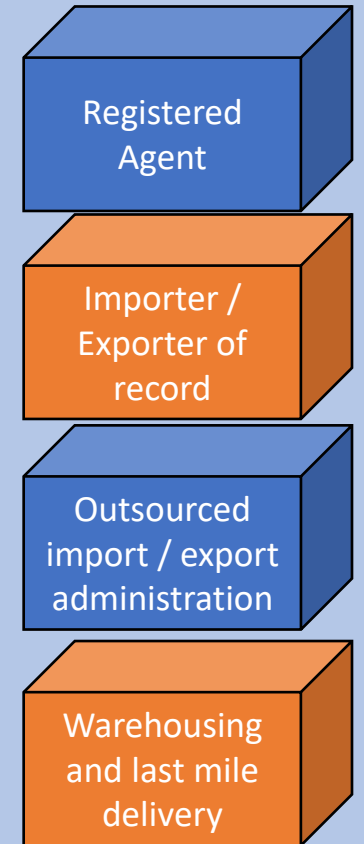 Registered
Agent
Importer /
Exporter of
record
Outsourced
import / export
administration
Warehousing
and last mile
delivery